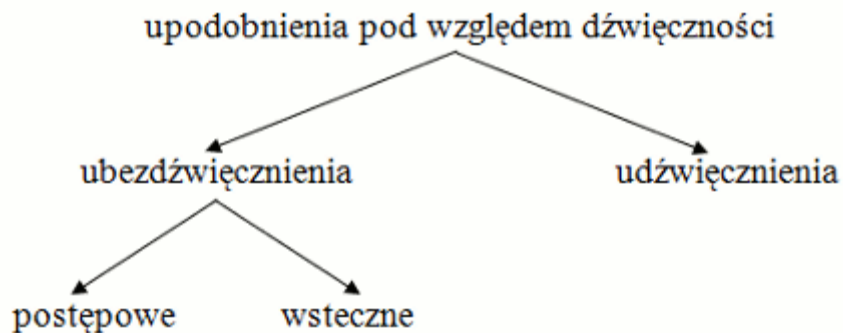 upodobnienia pod względem dźwięczności
ubezdźwięcznienia udźwięcznienia
postępowe wsteczne